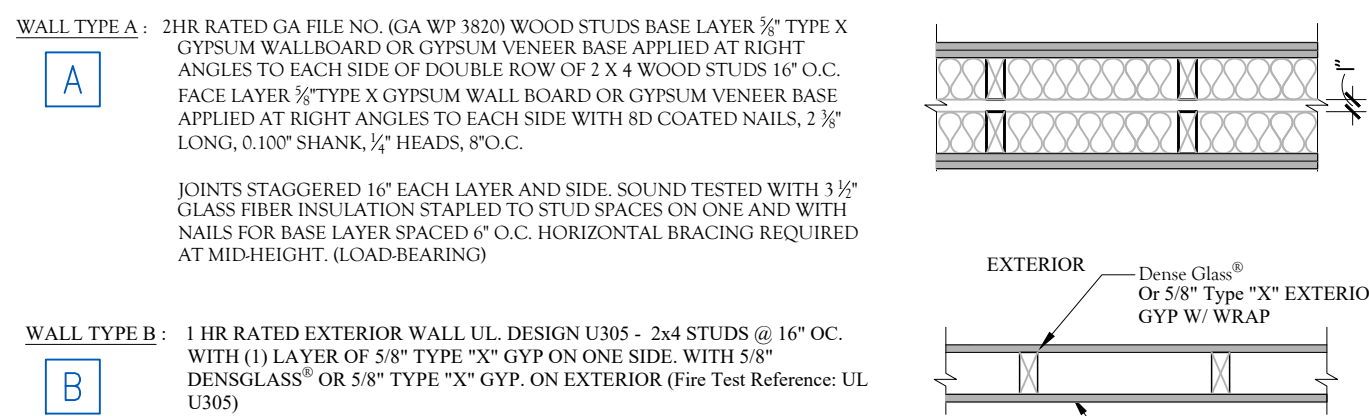 WALL TYPE A : 2HR RATED GA FILE NO. (GA WP 3820) WOOD STUDS BASE LAYER 5/8" TYPE X
GYPSUM WALLBOARD OR GYPSUM VENEER BASE APPLIED AT RIGHT
ANGLES TO EACH SIDE OF DOUBLE ROW OF 2 X 4 WOOD STUDS 16" O.C.
FACE LAYER 5/8"TYPE X GYPSUM WALL BOARD OR GYPSUM VENEER BASE
APPLIED AT RIGHT ANGLES TO EACH SIDE WITH 8D COATED NAILS, 2 3/8"
LONG, 0.100" SHANK, 1/4" HEADS, 8"O.C.
A
JOINTS STAGGERED 16" EACH LAYER AND SIDE. SOUND TESTED WITH 3 1/2"
GLASS FIBER INSULATION STAPLED TO STUD SPACES ON ONE AND WITH
NAILS FOR BASE LAYER SPACED 6" O.C. HORIZONTAL BRACING REQUIRED
AT MID-HEIGHT. (LOAD-BEARING)
1"
WALL TYPE B : 1 HR RATED EXTERIOR WALL UL. DESIGN U305 - 2x4 STUDS @ 16" OC.
WITH (1) LAYER OF 5/8" TYPE "X" GYP ON ONE SIDE. WITH 5/8"
DENSGLASS® OR 5/8" TYPE "X" GYP. ON EXTERIOR (Fire Test Reference: UL
U305)
B
EXTERIOR
Dense Glass®
Or 5/8" Type "X" EXTERIO
GYP W/ WRAP